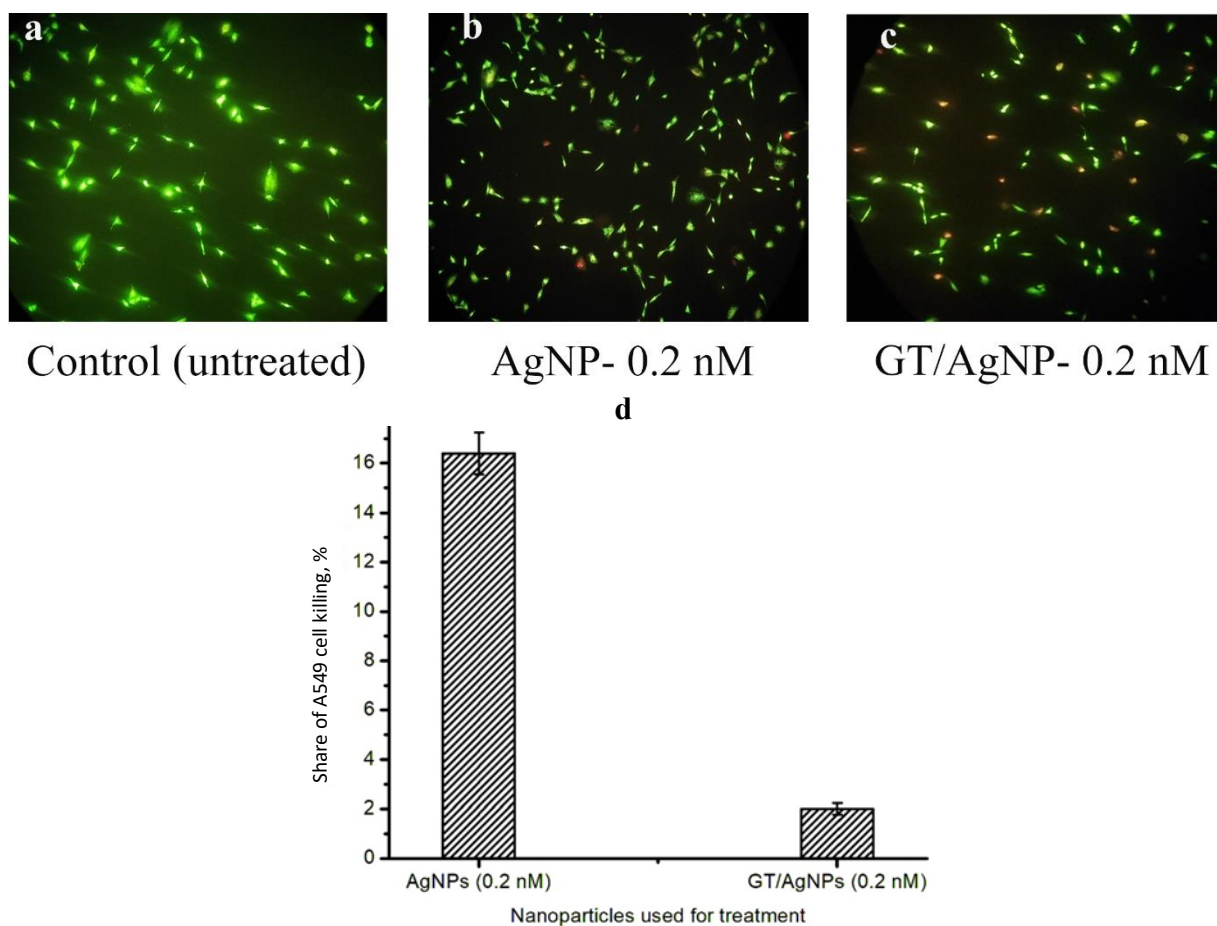 a
b
c
Control (untreated)
AgNP- 0.2 nM
GT/AgNP- 0.2 nM
d
16
14
12
10
8
6
4
2
0
Share of A549 cell killing, %
AgNPs (0.2 nM)
GT/AgNPs (0.2 nM)
Nanoparticles used for treatment